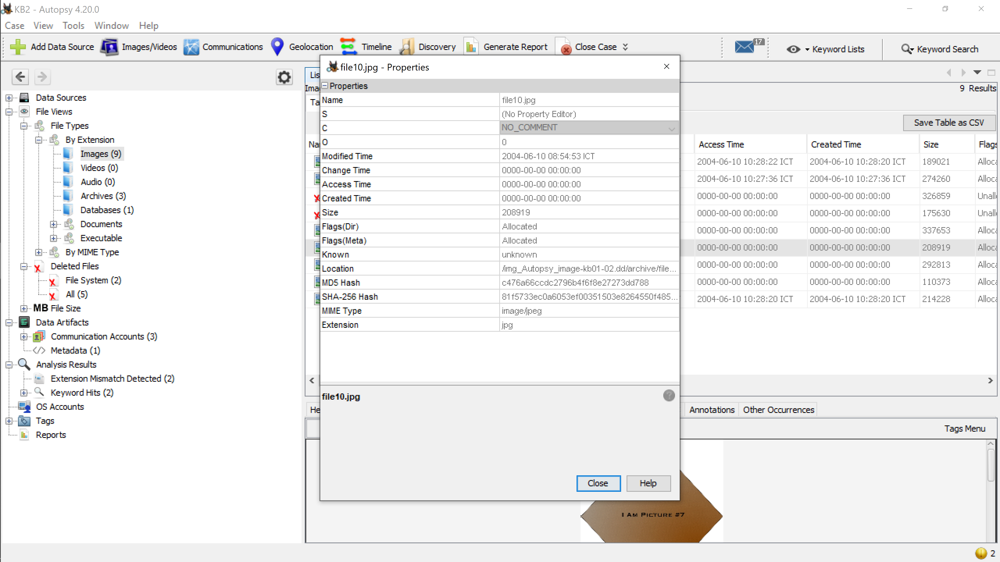 KB2 - Autopsy 4.20.0
Case View Tools Window Help
Add Data Source Images/Videos Communications Geolocation Timeline Discovery Generate Report Close Case 17 Keyword Lists Keyword Search
file10.jpg - Properties
Properties
Name file10.jpg
S (No Property Editor)
C NO_COMMENT
O 0
Modified Time 2004-06-10 08:54:53 ICT
Change Time 0000-00-00 00:00:00
Access Time 0000-00-00 00:00:00
Created Time 0000-00-00 00:00:00
Size 208919
Flags(Dir) Allocated
Flags(Meta) Allocated
Known unknown
Location /img_Autopsy_image-kb01-02.dd/archive/file...
MD5 Hash c476a66ccdc2796b4f6f8e27273dd788
SHA-256 Hash 81f5733ec0a6053ef00351503e8264550f485...
MIME Type image/jpeg
Extension jpg
file10.jpg
Close Help
Data Sources
File Views
File Types
By Extension
Images (9)
Videos (0)
Audio (0)
Archives (3)
Databases (1)
Documents
Executable
By MIME Type
Deleted Files
File System (2)
All (5)
MB File Size
Data Artifacts
Communication Accounts (3)
Metadata (1)
Analysis Results
Extension Mismatch Detected (2)
Keyword Hits (2)
OS Accounts
Tags
Reports
9 Results
Save Table as CSV
Access Time Created Time Size Flags
2004-06-10 10:28:22 ICT 2004-06-10 10:28:20 ICT 189021 Alloc
2004-06-10 10:27:36 ICT 2004-06-10 10:27:36 ICT 274260 Alloc
0000-00-00 00:00:00 0000-00-00 00:00:00 326859 Unall
0000-00-00 00:00:00 0000-00-00 00:00:00 175630 Unall
0000-00-00 00:00:00 0000-00-00 00:00:00 337653 Alloc
0000-00-00 00:00:00 0000-00-00 00:00:00 208919 Alloc
0000-00-00 00:00:00 0000-00-00 00:00:00 292813 Alloc
0000-00-00 00:00:00 0000-00-00 00:00:00 110373 Alloc
2004-06-10 10:28:20 ICT 2004-06-10 10:28:20 ICT 214228 Alloc
Annotations Other Occurrences
Tags Menu
I AM PICTURE #7
2